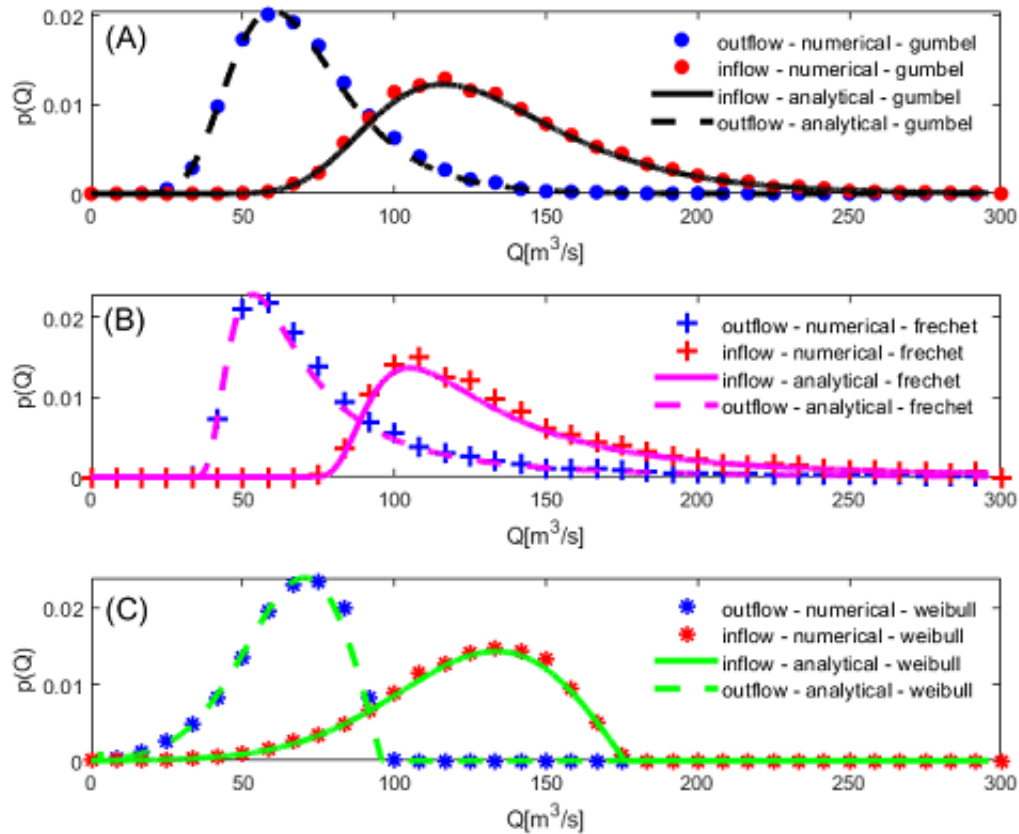 (A)
p(Q)
0.02
0.01
0
outflow - numerical - gumbel
inflow - numerical - gumbel
inflow - analytical - gumbel
outflow - analytical - gumbel
0 50 100 150 200 250 300
Q[m³/s]
(B)
p(Q)
0.02
0.01
0
outflow - numerical - frechet
inflow - numerical - frechet
inflow - analytical - frechet
outflow - analytical - frechet
0 50 100 150 200 250 300
Q[m³/s]
(C)
p(Q)
0.02
0.01
0
outflow - numerical - weibull
inflow - numerical - weibull
inflow - analytical - weibull
outflow - analytical - weibull
0 50 100 150 200 250 300
Q[m³/s]